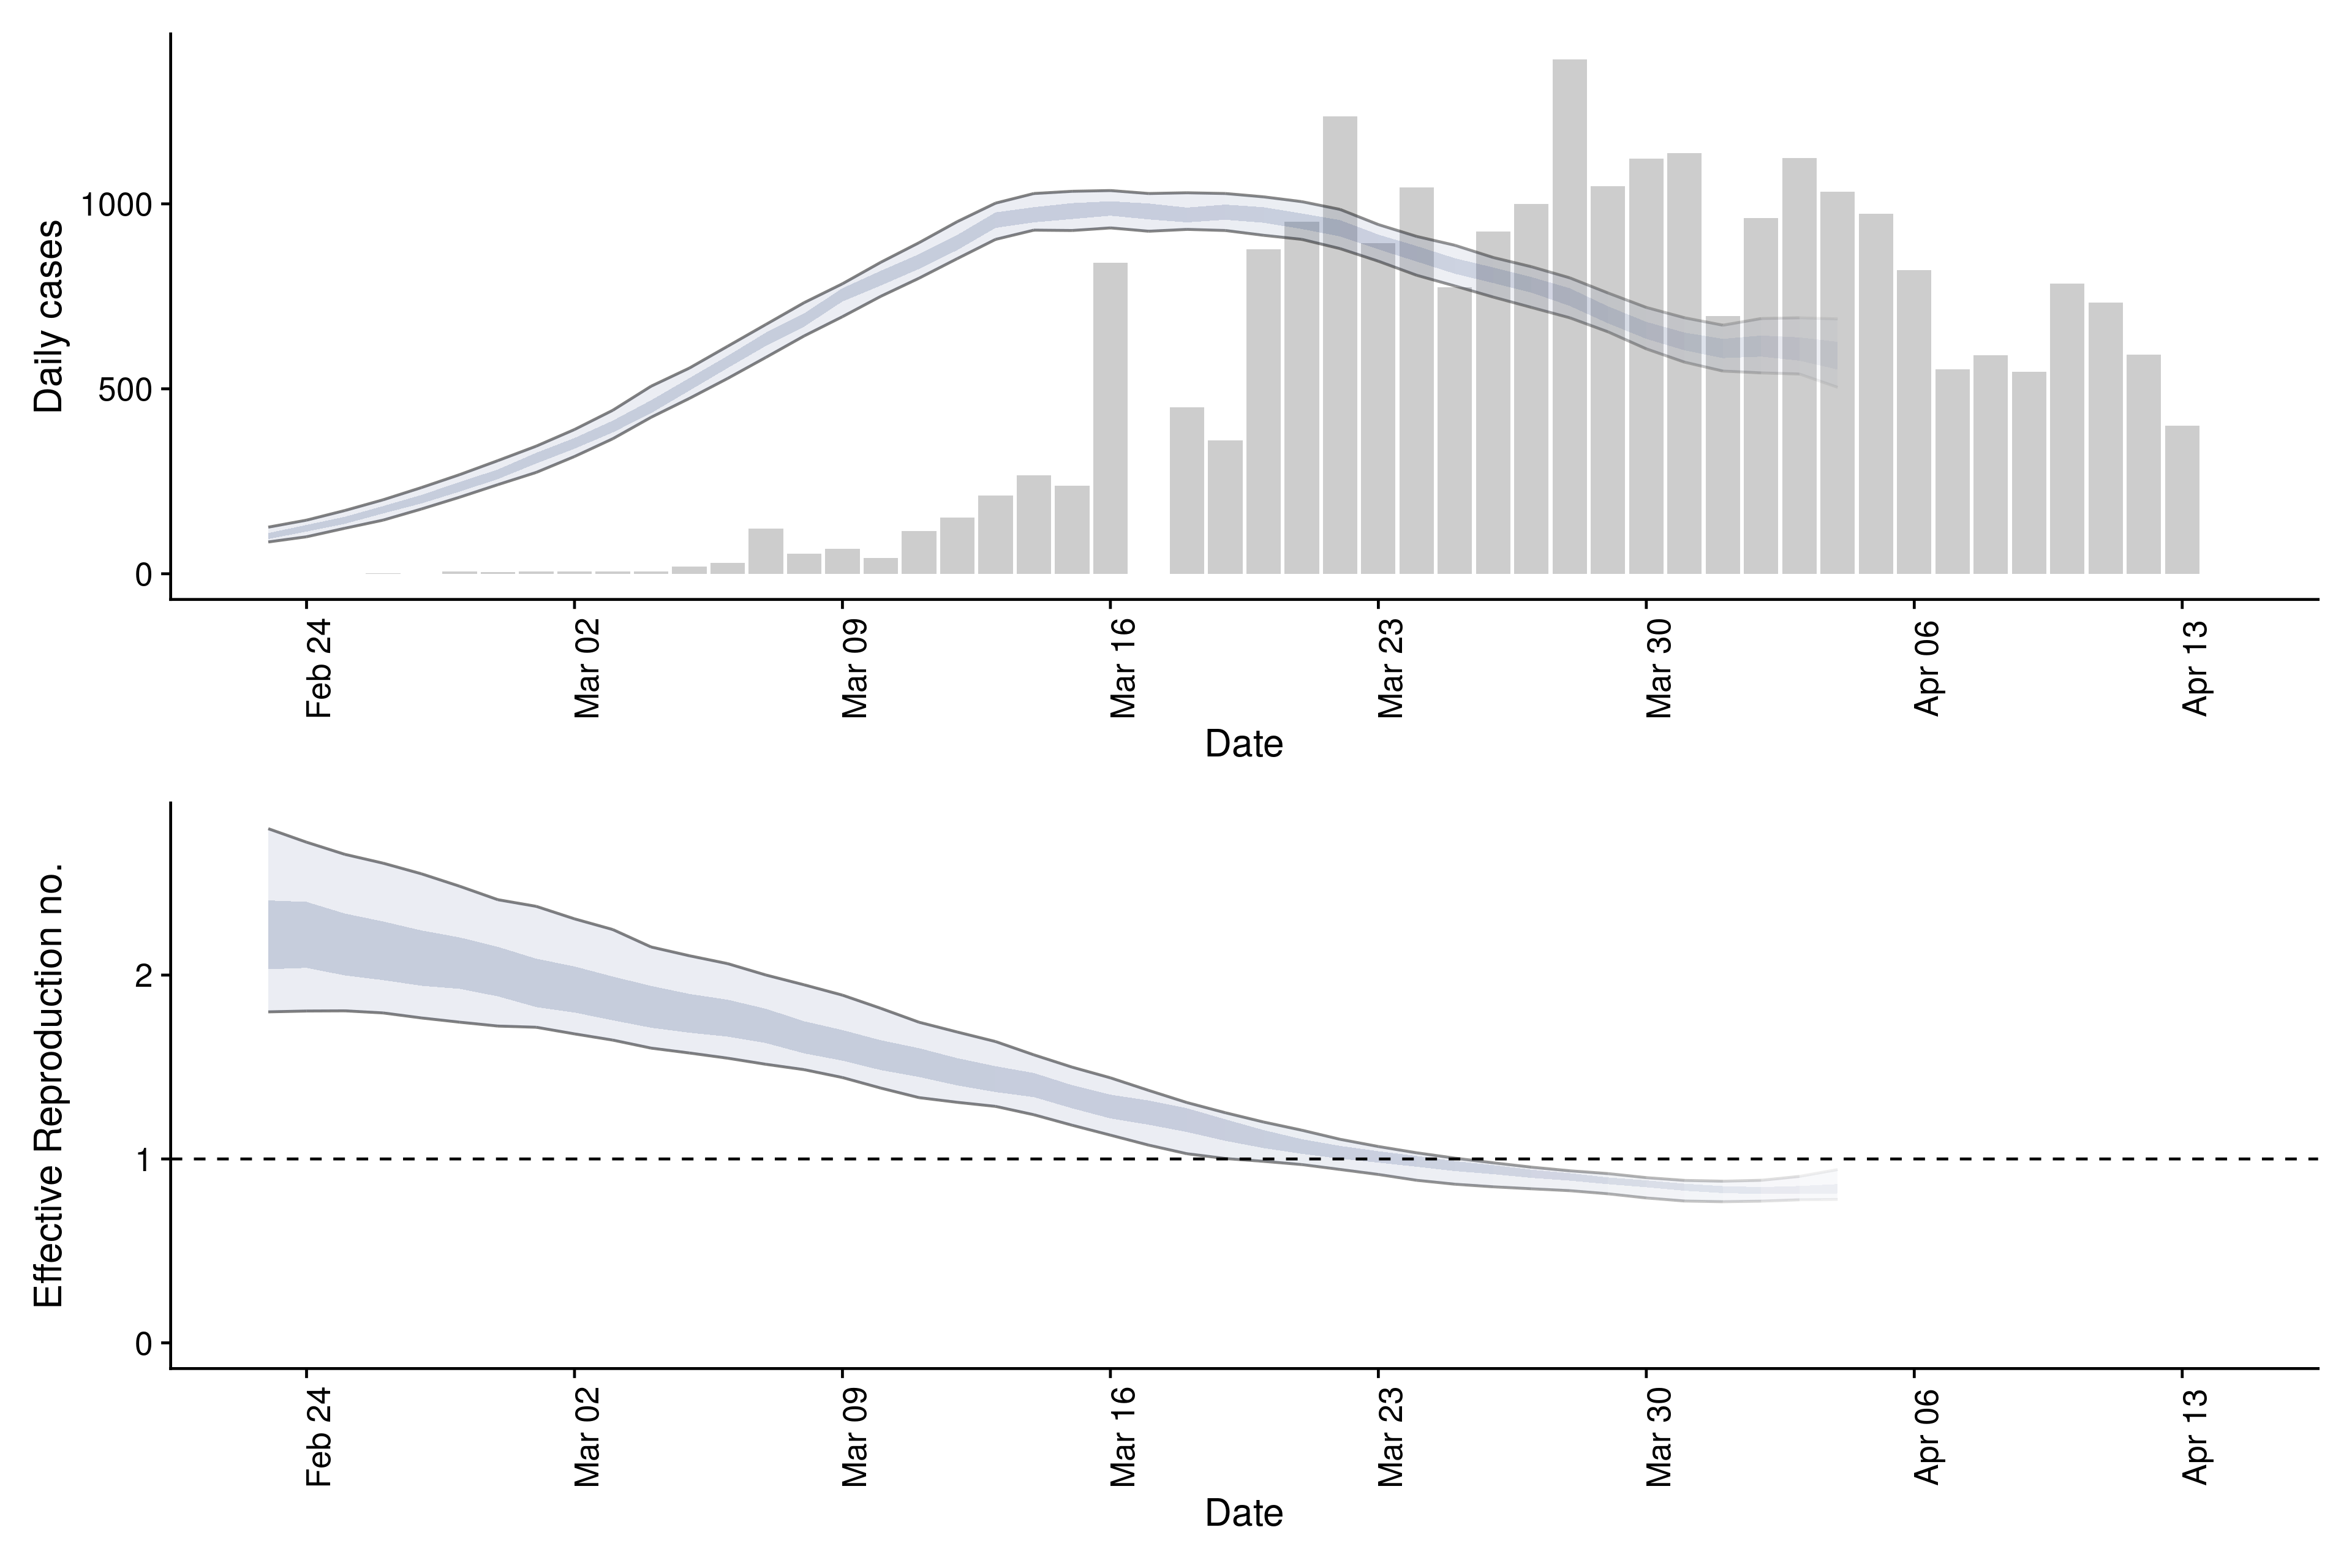 Daily cases
1000
500
0
Feb 24
Mar 02
Mar 09
Mar 16
Mar 23
Mar 30
Apr 06
Apr 13
Date
Effective Reproduction no.
2
1
0
Feb 24
Mar 02
Mar 09
Mar 16
Mar 23
Mar 30
Apr 06
Apr 13
Date